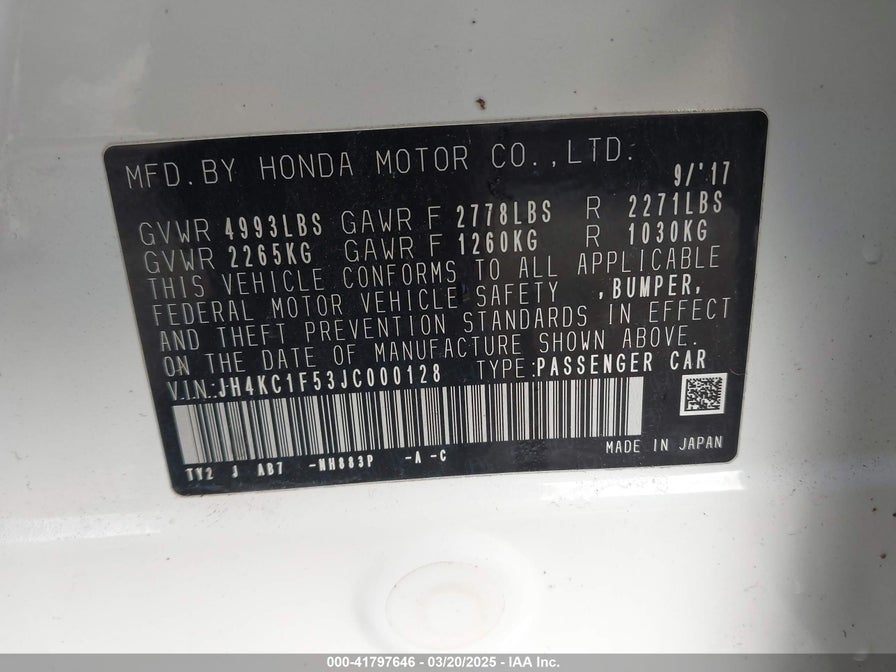 MFD. BY HONDA MOTOR CO., LTD. 9/'17
GVWR 4993LBS GAWR F 2778LBS R 2271LBS
GVWR 2265KG GAWR F 1260KG R 1030KG
THIS VEHICLE CONFORMS TO ALL APPLICABLE
FEDERAL MOTOR VEHICLE SAFETY ,BUMPER,
AND THEFT PREVENTION STANDARDS IN EFFECT
ON THE DATE OF MANUFACTURE SHOWN ABOVE.
V.I.N.:JH4KC1F53JC000128 TYPE:PASSENGER CAR
MADE IN JAPAN
TY2 J AB7 -NH883P -A -C
000-41797646 - 03/20/2025 - IAA Inc.